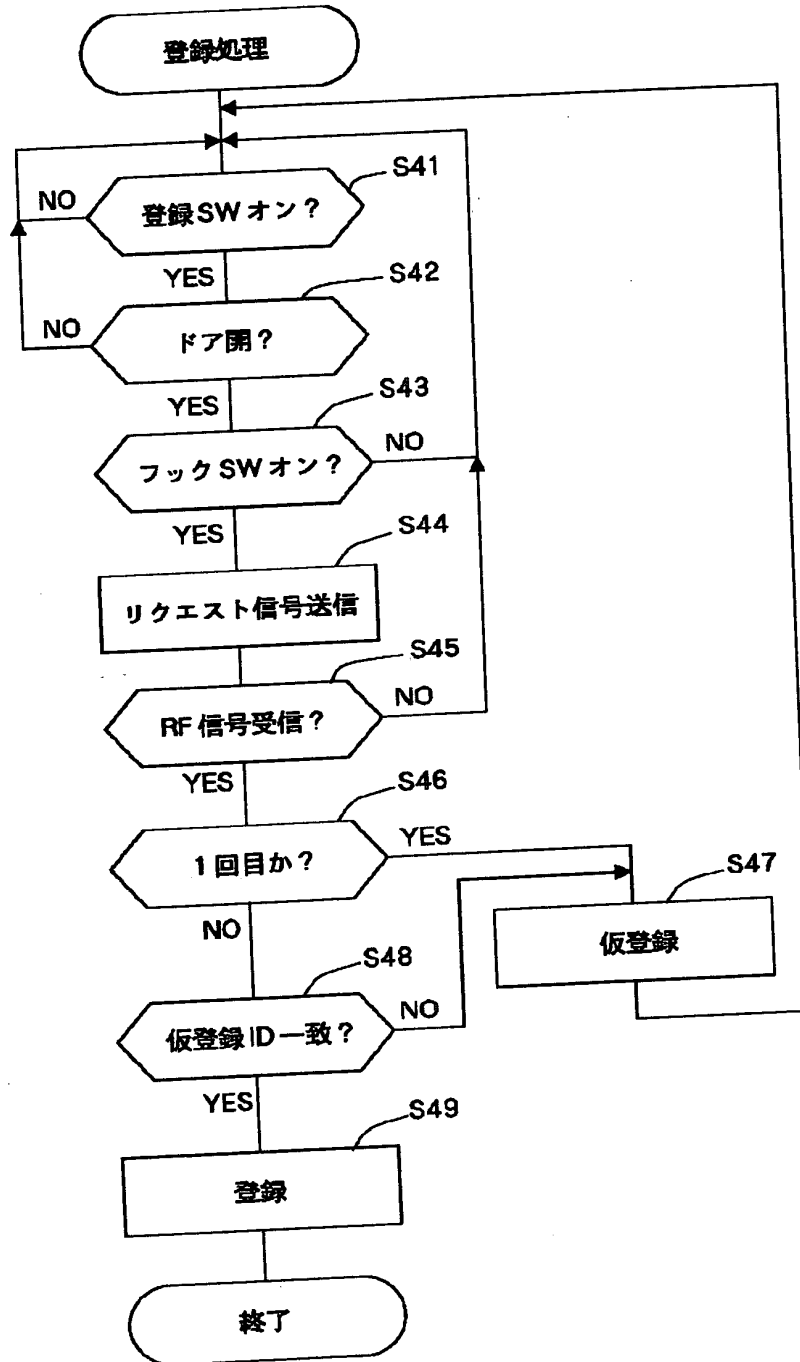 登録処理
S41
NO
登録SWオン？
YES
S42
NO
ドア開？
YES
S43
フックSWオン？
NO
YES
S44
リクエスト信号送信
S45
RF信号受信？
NO
YES
S46
1回目か？
YES
NO
S47
仮登録
S48
仮登録ID一致？
NO
YES
S49
登録
終了